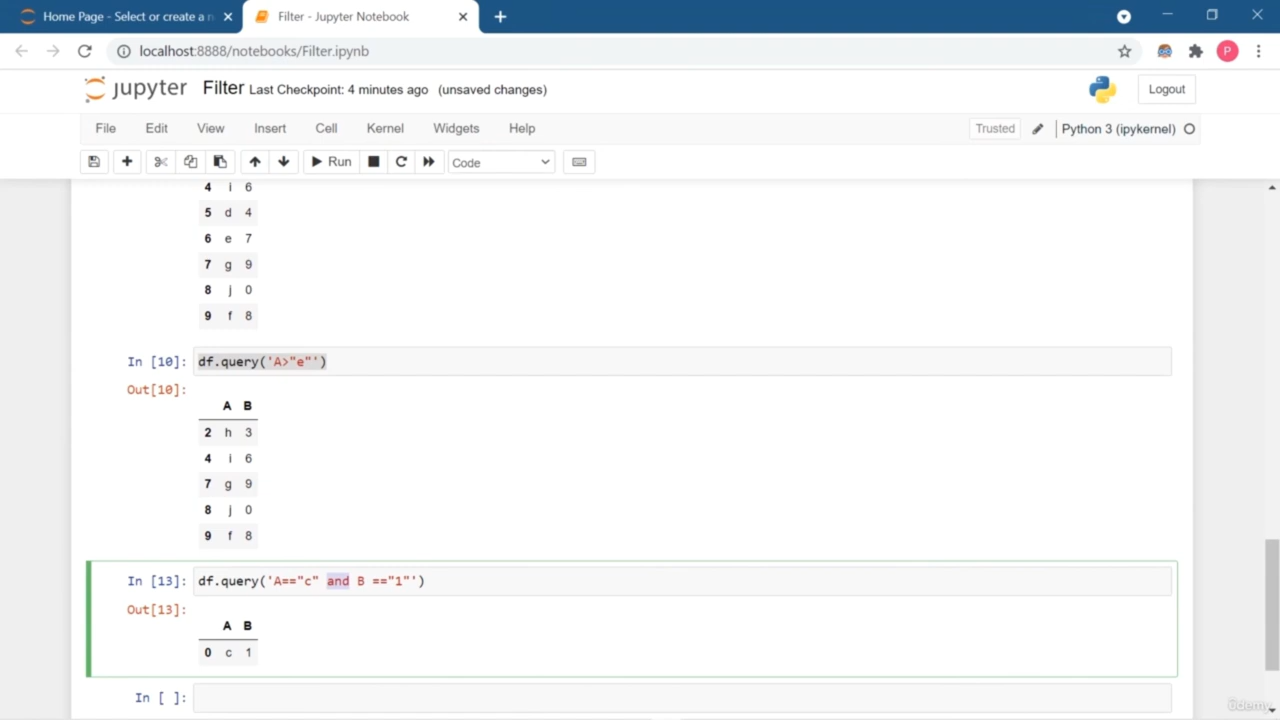 Home Page - Select or create a n
Filter - Jupyter Notebook
localhost:8888/notebooks/Filter.ipynb
P
jupyter Filter Last Checkpoint: 4 minutes ago (unsaved changes)
Logout
File Edit View Insert Cell Kernel Widgets Help
Trusted Python 3 (ipykernel)
Run Code
4 i 6
5 d 4
6 e 7
7 g 9
8 j 0
9 f 8
In [10]: df.query('A>"e"')
Out[10]:
A B
2 h 3
4 i 6
7 g 9
8 j 0
9 f 8
In [13]: df.query('A=="c" and B =="1"')
Out[13]:
A B
0 c 1
In [ ]:
ûdemy